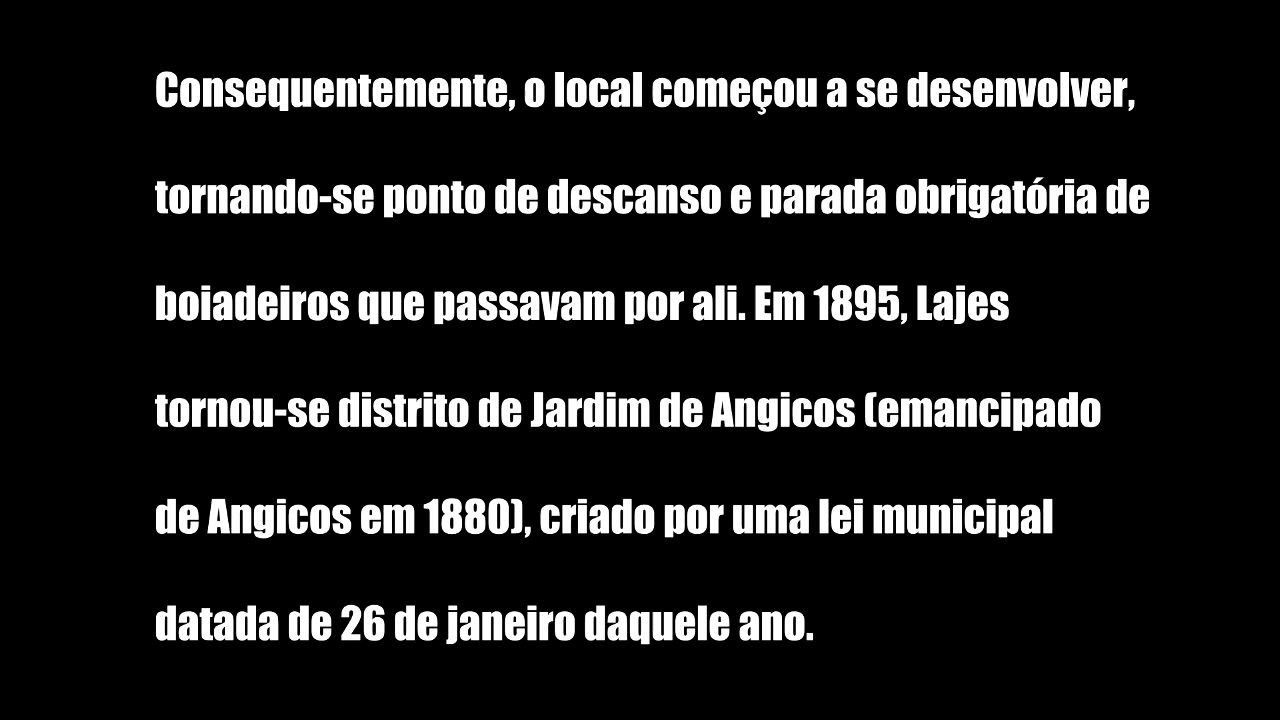 Consequentemente, o local começou a se desenvolver,
tornando-se ponto de descanso e parada obrigatória de
boiadeiros que passavam por ali. Em 1895, Lajes
tornou-se distrito de Jardim de Angicos (emancipado
de Angicos em 1880), criado por uma lei municipal
datada de 26 de janeiro daquele ano.